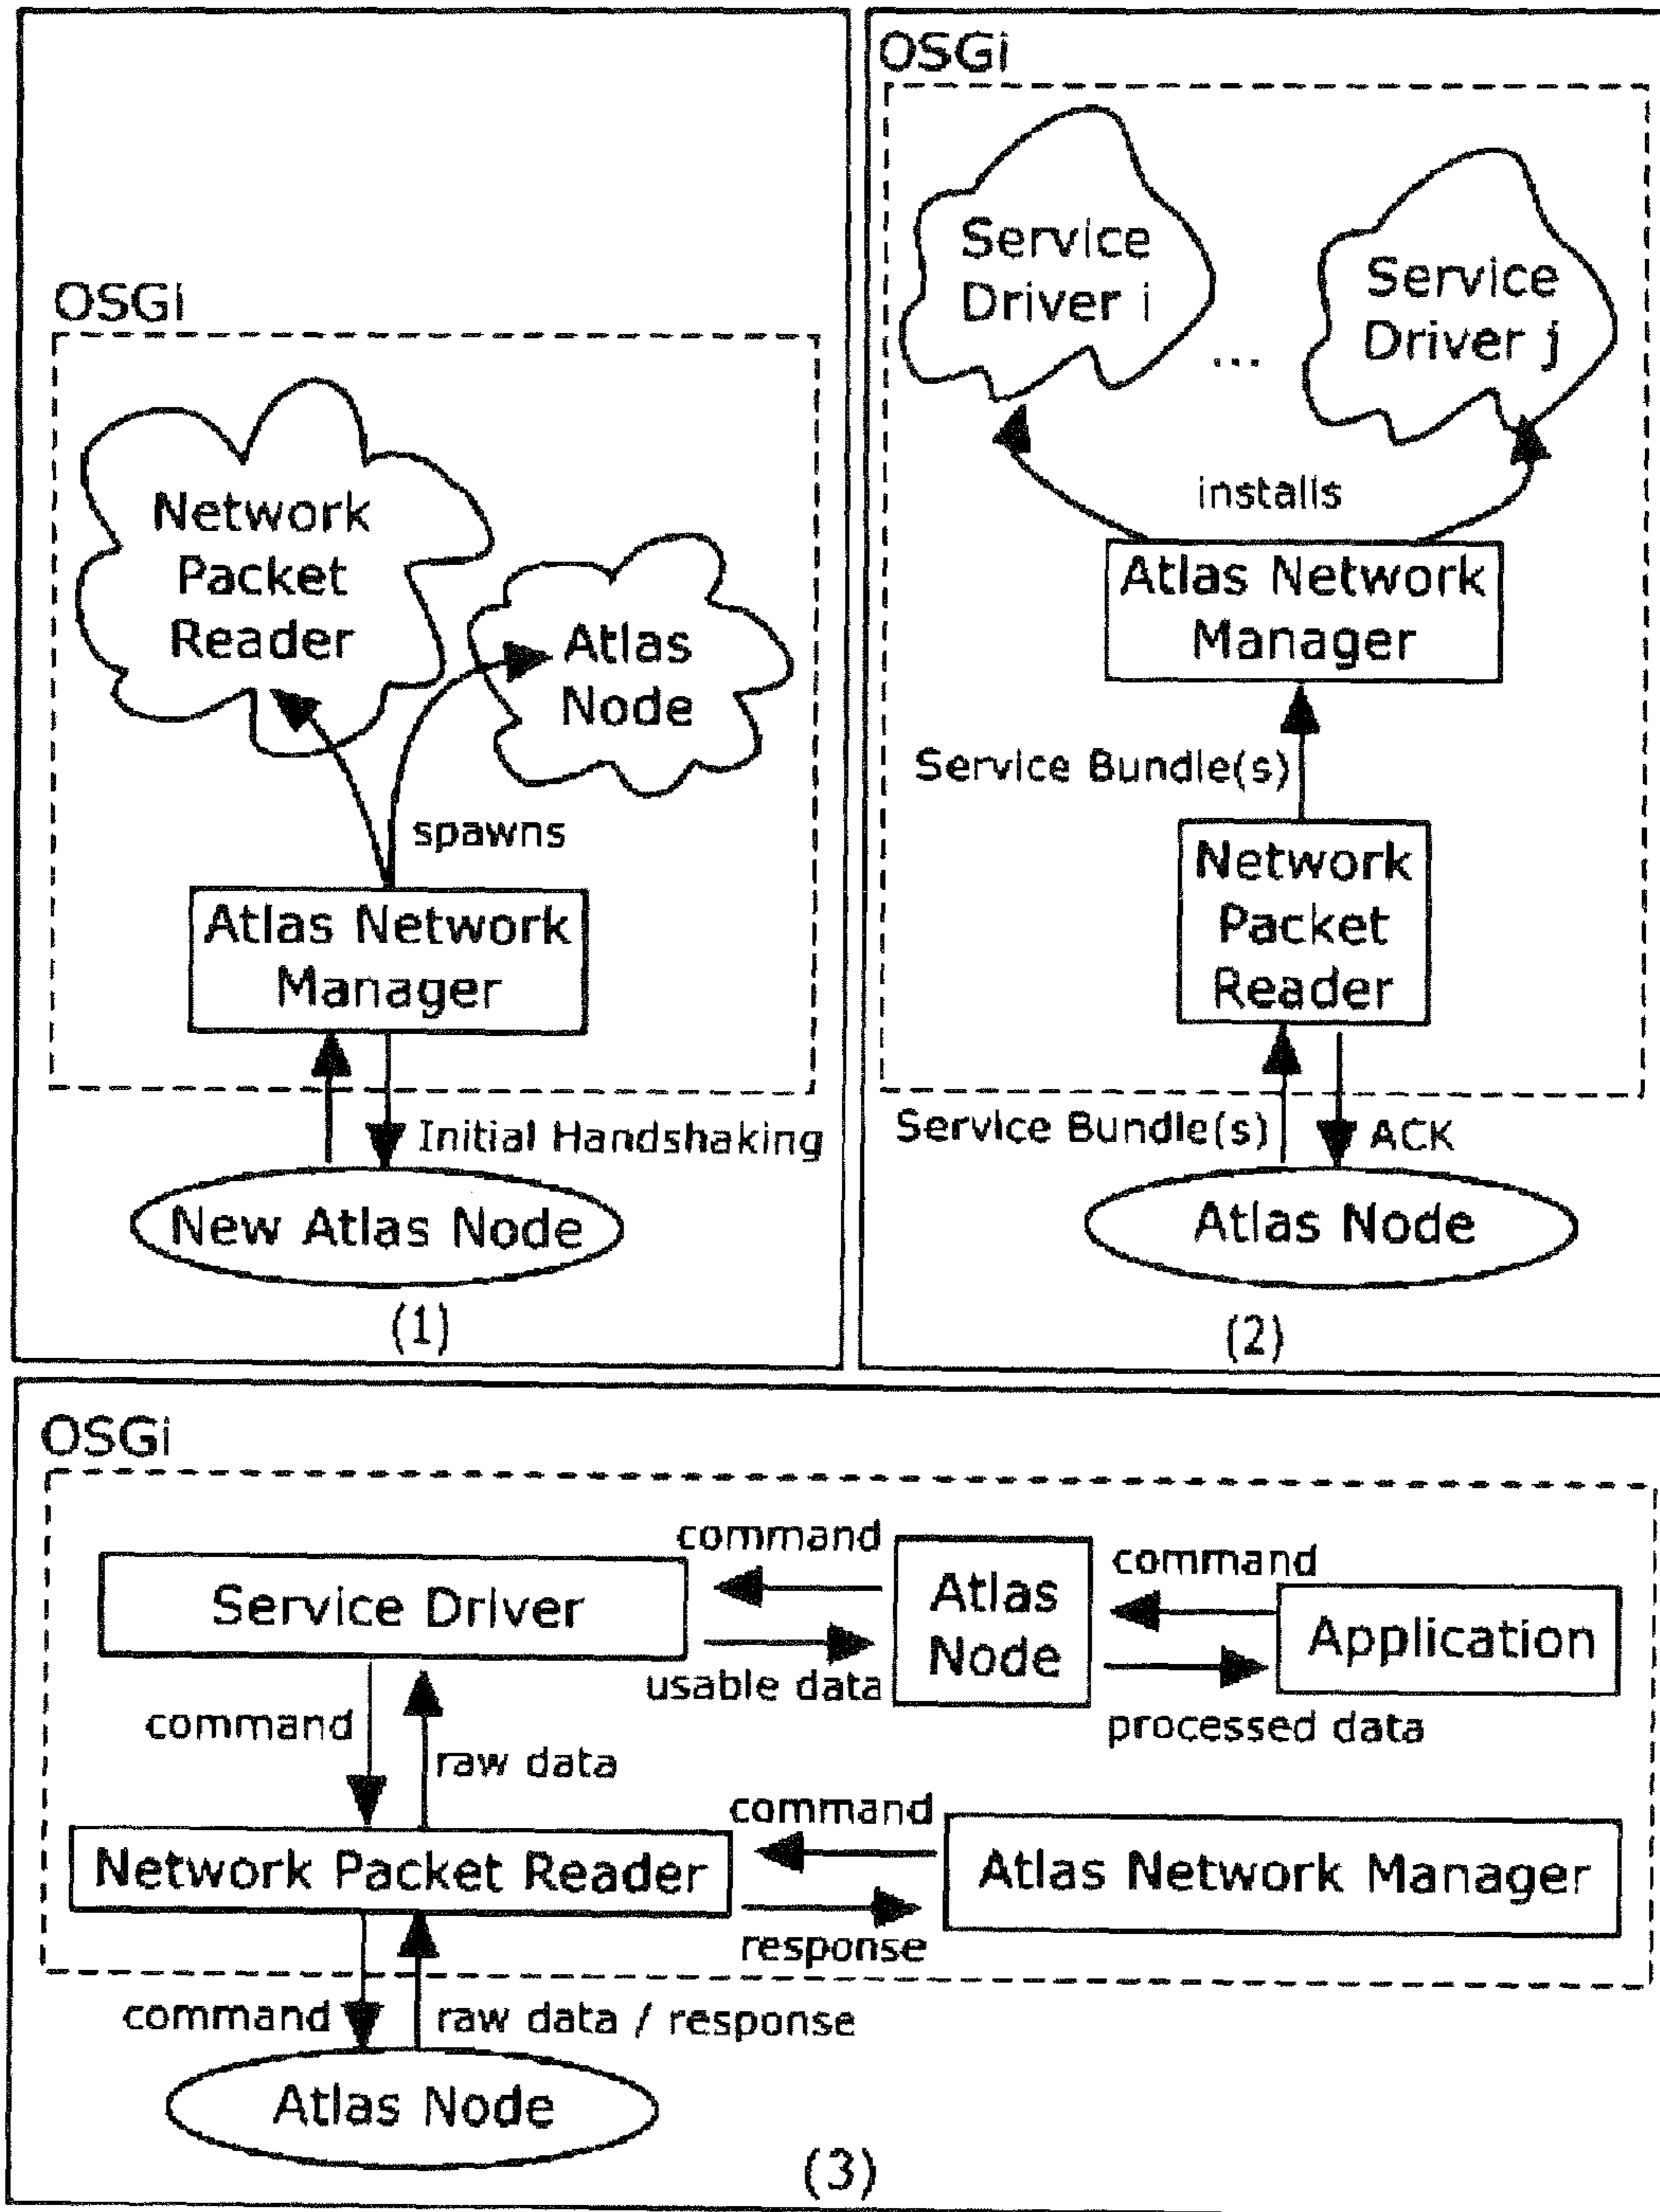 OSGi
Network
Packet
Reader
Atlas
Node
spawns
Atlas Network
Manager
Initial Handshaking
New Atlas Node
(1)
OSGi
Service
Driver i
...
Service
Driver j
installs
Atlas Network
Manager
Service Bundle(s)
Network
Packet
Reader
Service Bundle(s)
ACK
Atlas Node
(2)
OSGi
Service Driver
command
usable data
Atlas
Node
command
processed data
Application
command
raw data
Network Packet Reader
command
response
Atlas Network Manager
command
raw data / response
Atlas Node
(3)